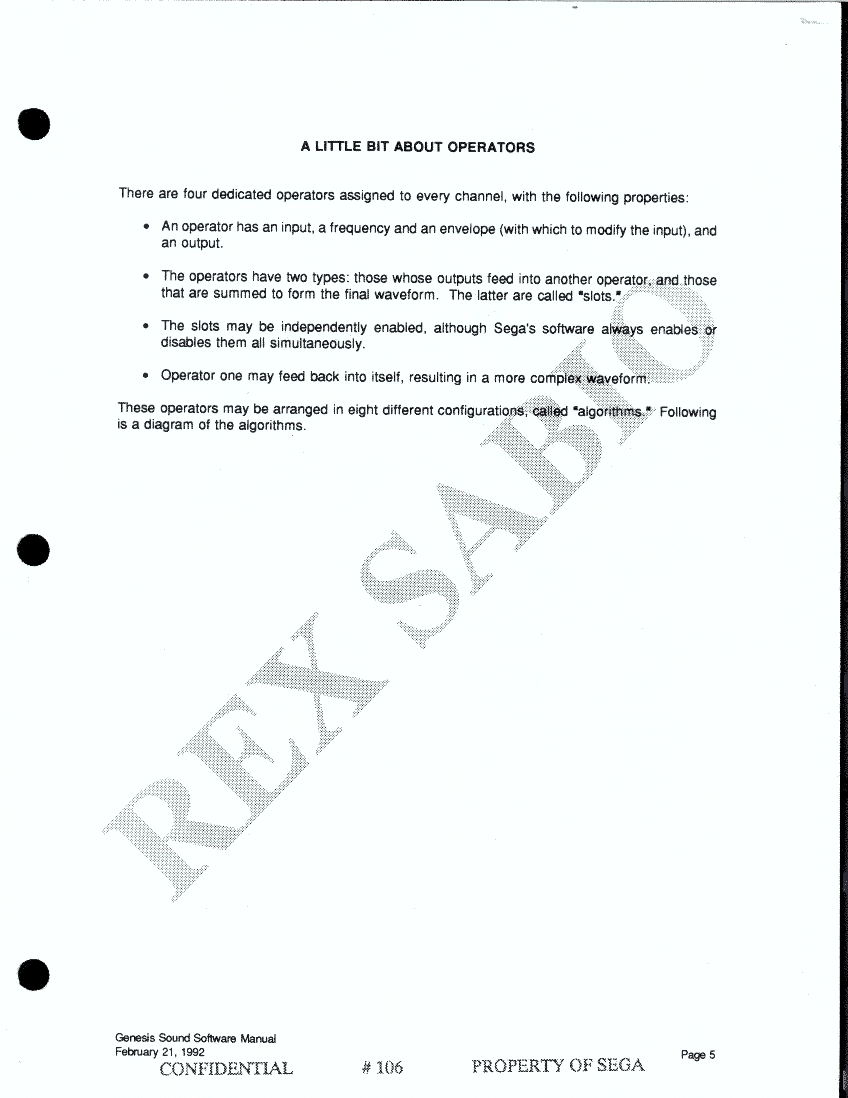 A LITTLE BIT ABOUT OPERATORS
There are four dedicated operators assigned to every channel, with the following properties:
• An operator has an input, a frequency and an envelope (with which to modify the input), and
an output.
• The operators have two types: those whose outputs feed into another operator, and those
that are summed to form the final waveform. The latter are called "slots."
• The slots may be independently enabled, although Sega's software always enables or
disables them all simultaneously.
• Operator one may feed back into itself, resulting in a more complex waveform.
These operators may be arranged in eight different configurations, called "algorithms." Following
is a diagram of the algorithms.
REX SABIO
Genesis Sound Software Manual
February 21, 1992
Page 5
CONFIDENTIAL # 106 PROPERTY OF SEGA